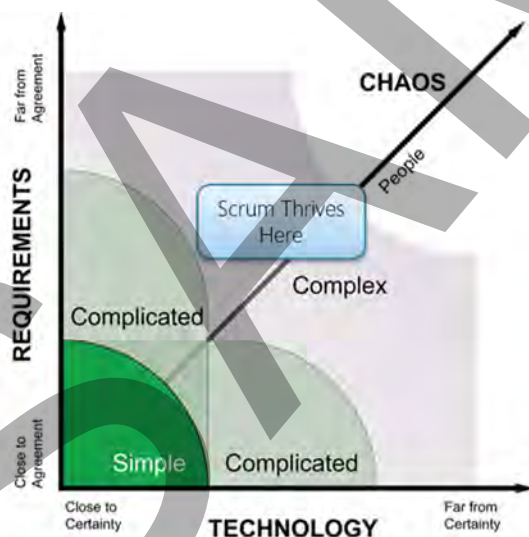 Far from
Agreement
CHAOS
People
REQUIREMENTS
Scrum Thrives
Here
Complex
Complicated
Close to
Agreement
Simple
Complicated
Close to
Certainty
TECHNOLOGY
Far from
Certainty